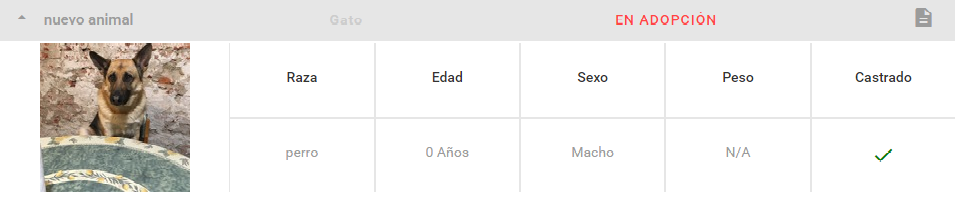 nuevo animal Gato EN ADOPCIÓN
Raza Edad Sexo Peso Castrado
perro 0 Años Macho N/A